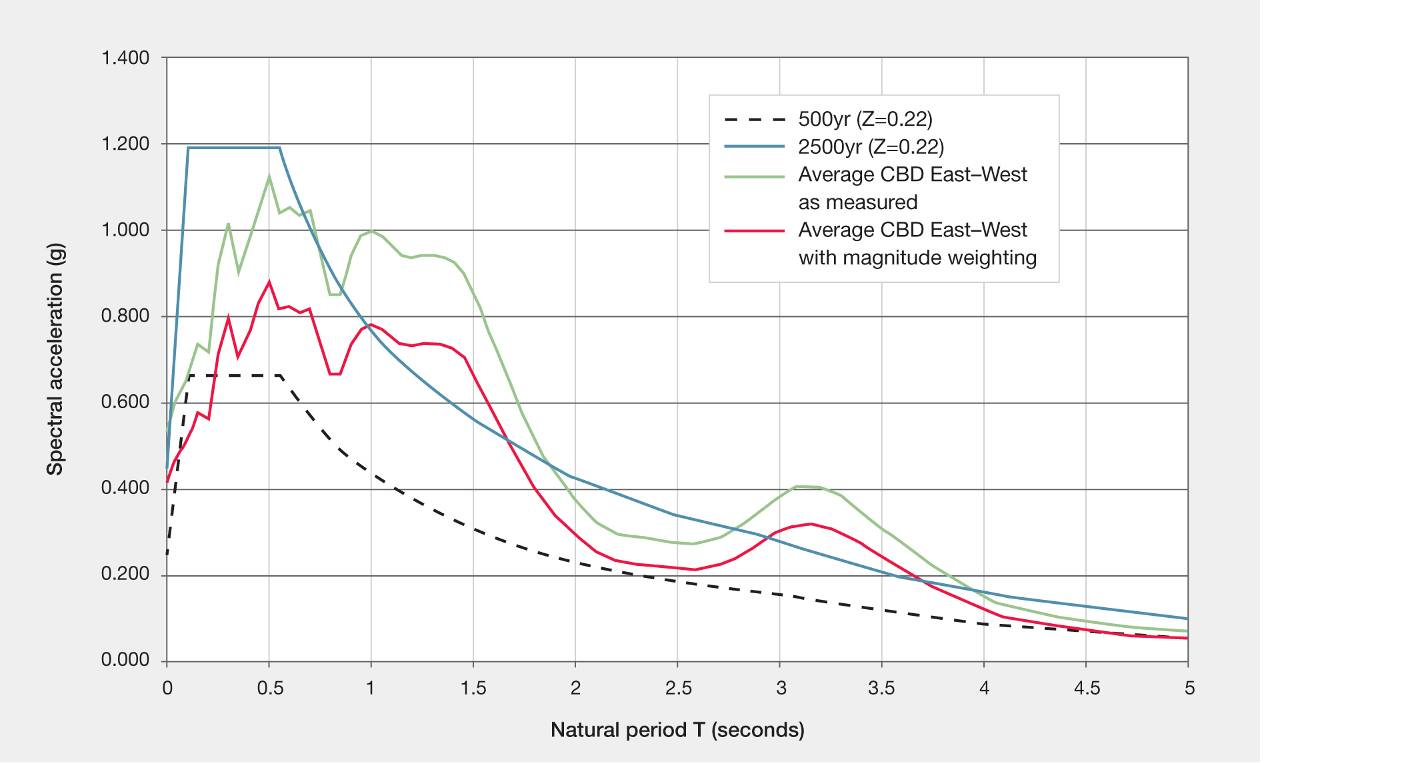 1.400
1.200
1.000
0.800
0.600
0.400
0.200
0.000
Spectral acceleration (g)
500yr (Z=0.22)
2500yr (Z=0.22)
Average CBD East–West
as measured
Average CBD East–West
with magnitude weighting
0 0.5 1 1.5 2 2.5 3 3.5 4 4.5 5
Natural period T (seconds)